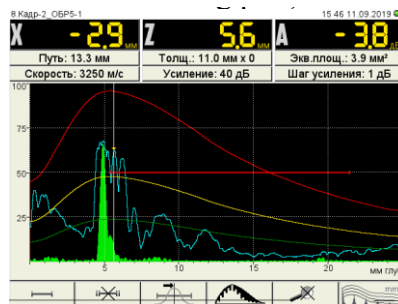 8.Кадр-2_ОБР5-1 15 46 11.09.2019
X -2,9 мм Z 5,6 мм A -3,8 дБ
Путь: 13.3 мм Толщ.: 11.0 мм x 0 Экв.площ.: 3.9 мм²
Скорость: 3250 м/с Усиление: 40 дБ Шаг усиления: 1 дБ
100
75
50
25
5 10 15 20
мм глу